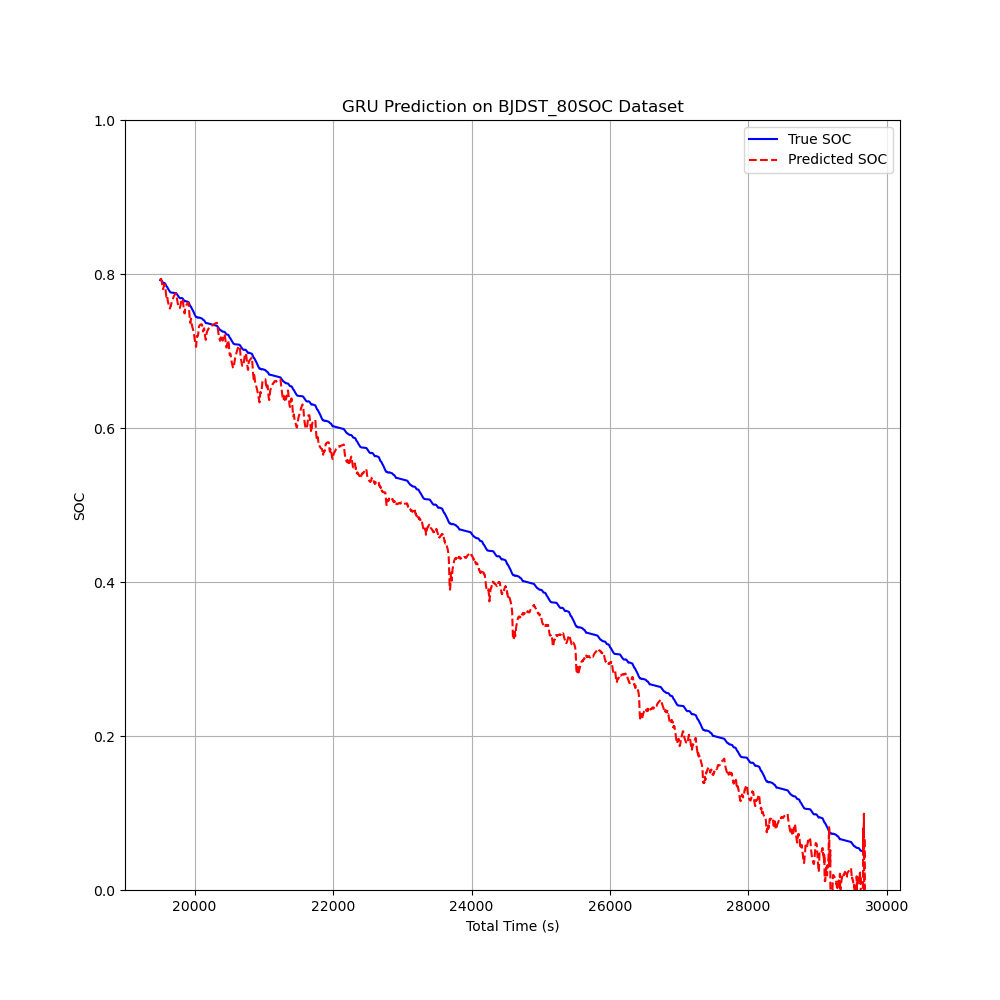 GRU Prediction on BJDST_80SOC Dataset
True SOC
Predicted SOC
SOC
1.0
0.8
0.6
0.4
0.2
0.0
20000 22000 24000 26000 28000 30000
Total Time (s)